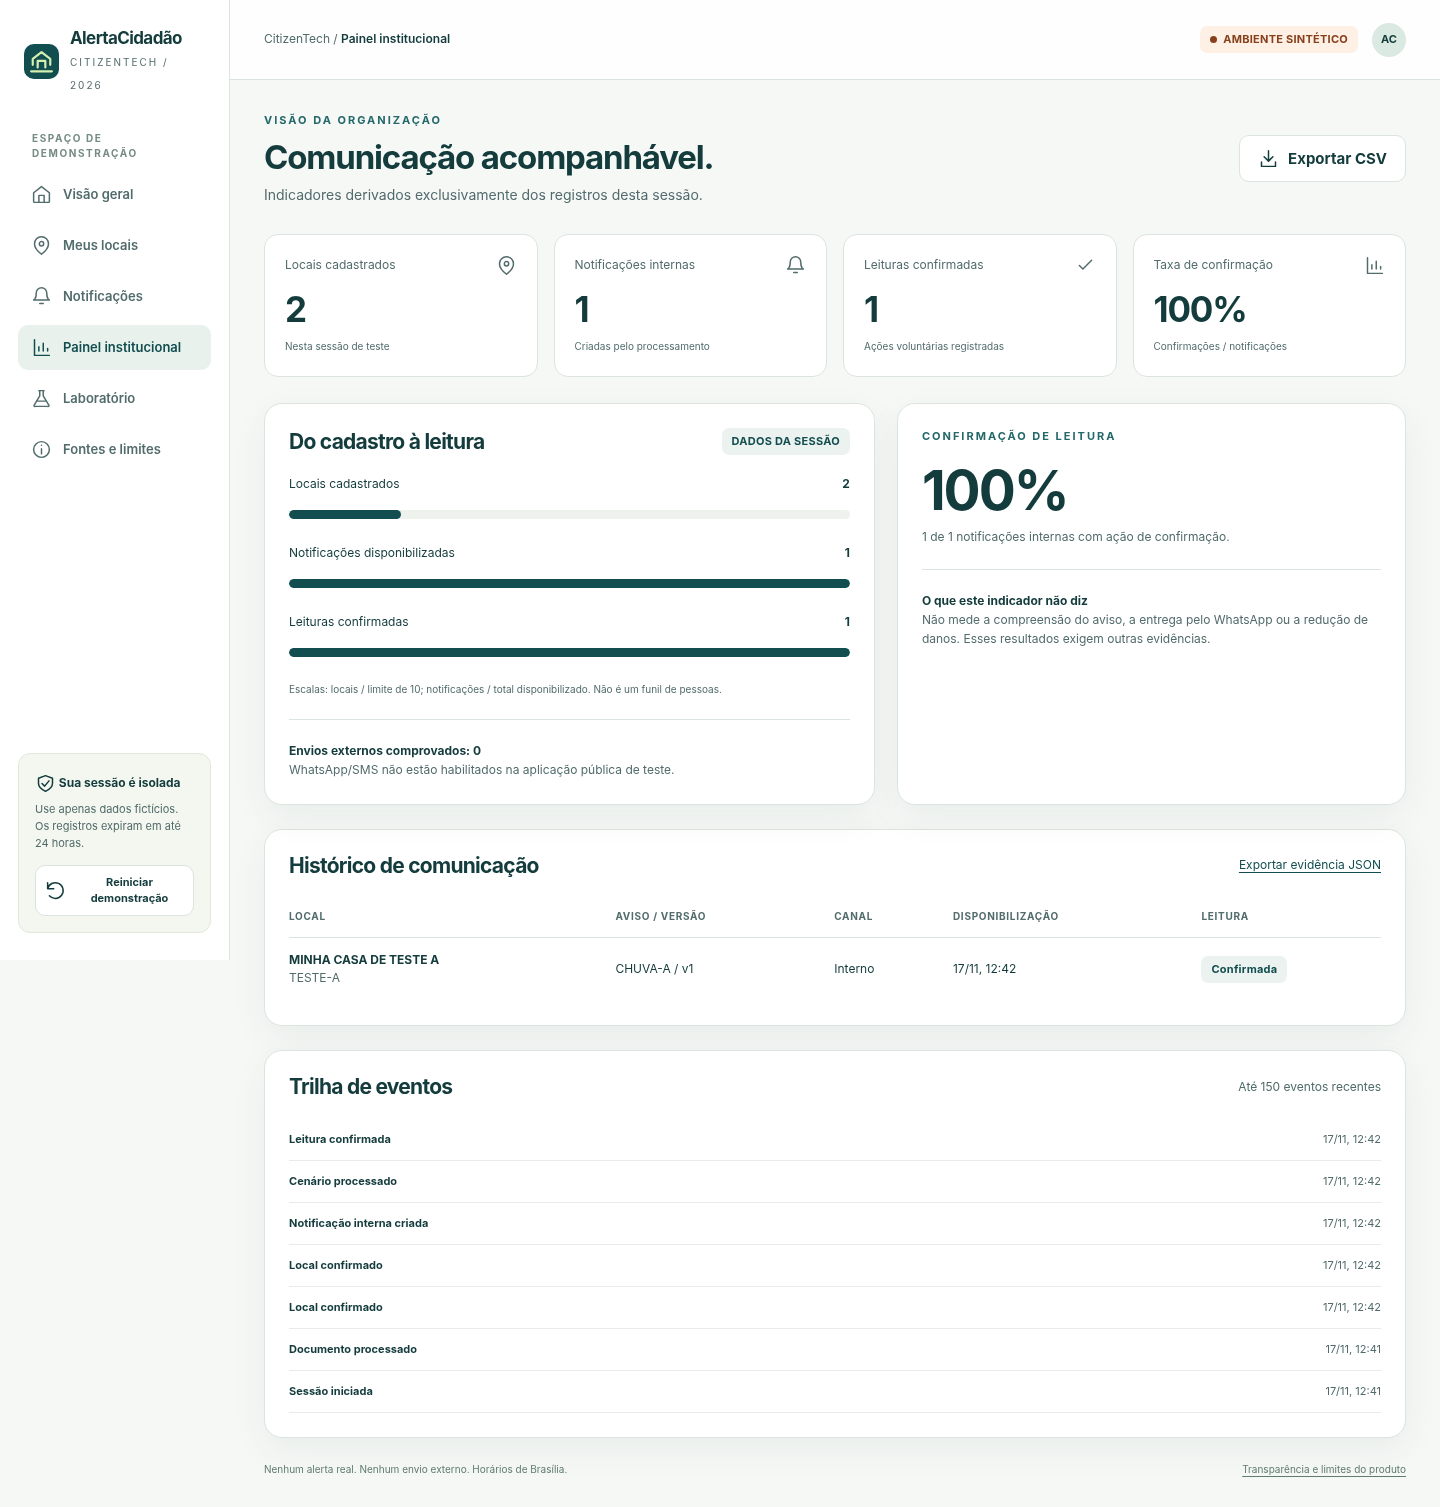 AlertaCidadão
CITIZENTECH /
2026
ESPAÇO DE
DEMONSTRAÇÃO
Visão geral
Meus locais
Notificações
Painel institucional
Laboratório
Fontes e limites
Sua sessão é isolada
Use apenas dados fictícios.
Os registros expiram em até
24 horas.
Reiniciar
demonstração
CitizenTech / Painel institucional
AMBIENTE SINTÉTICO
AC
VISÃO DA ORGANIZAÇÃO
Comunicação acompanhável.
Indicadores derivados exclusivamente dos registros desta sessão.
Exportar CSV
Locais cadastrados
2
Nesta sessão de teste
Notificações internas
1
Criadas pelo processamento
Leituras confirmadas
1
Ações voluntárias registradas
Taxa de confirmação
100%
Confirmações / notificações
Do cadastro à leitura
DADOS DA SESSÃO
Locais cadastrados 2
Notificações disponibilizadas 1
Leituras confirmadas 1
Escalas: locais / limite de 10; notificações / total disponibilizado. Não é um funil de pessoas.
Envios externos comprovados: 0
WhatsApp/SMS não estão habilitados na aplicação pública de teste.
CONFIRMAÇÃO DE LEITURA
100%
1 de 1 notificações internas com ação de confirmação.
O que este indicador não diz
Não mede a compreensão do aviso, a entrega pelo WhatsApp ou a redução de
danos. Esses resultados exigem outras evidências.
Histórico de comunicação
Exportar evidência JSON
LOCAL AVISO / VERSÃO CANAL DISPONIBILIZAÇÃO LEITURA
MINHA CASA DE TESTE A
TESTE-A
CHUVA-A / v1 Interno 17/11, 12:42 Confirmada
Trilha de eventos
Até 150 eventos recentes
Leitura confirmada 17/11, 12:42
Cenário processado 17/11, 12:42
Notificação interna criada 17/11, 12:42
Local confirmado 17/11, 12:42
Local confirmado 17/11, 12:42
Documento processado 17/11, 12:41
Sessão iniciada 17/11, 12:41
Nenhum alerta real. Nenhum envio externo. Horários de Brasília.
Transparência e limites do produto